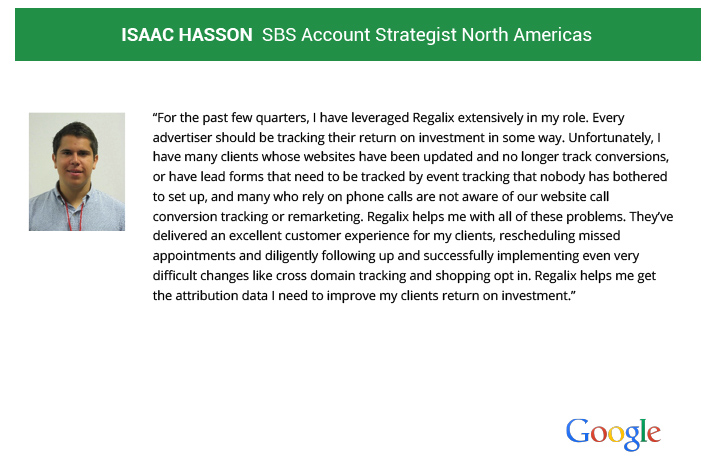 ISAAC HASSON SBS Account Strategist North Americas
“For the past few quarters, I have leveraged Regalix extensively in my role. Every
advertiser should be tracking their return on investment in some way. Unfortunately, I
have many clients whose websites have been updated and no longer track conversions,
or have lead forms that need to be tracked by event tracking that nobody has bothered
to set up, and many who rely on phone calls are not aware of our website call
conversion tracking or remarketing. Regalix helps me with all of these problems. They’ve
delivered an excellent customer experience for my clients, rescheduling missed
appointments and diligently following up and successfully implementing even very
difficult changes like cross domain tracking and shopping opt in. Regalix helps me get
the attribution data I need to improve my clients return on investment.”
Google